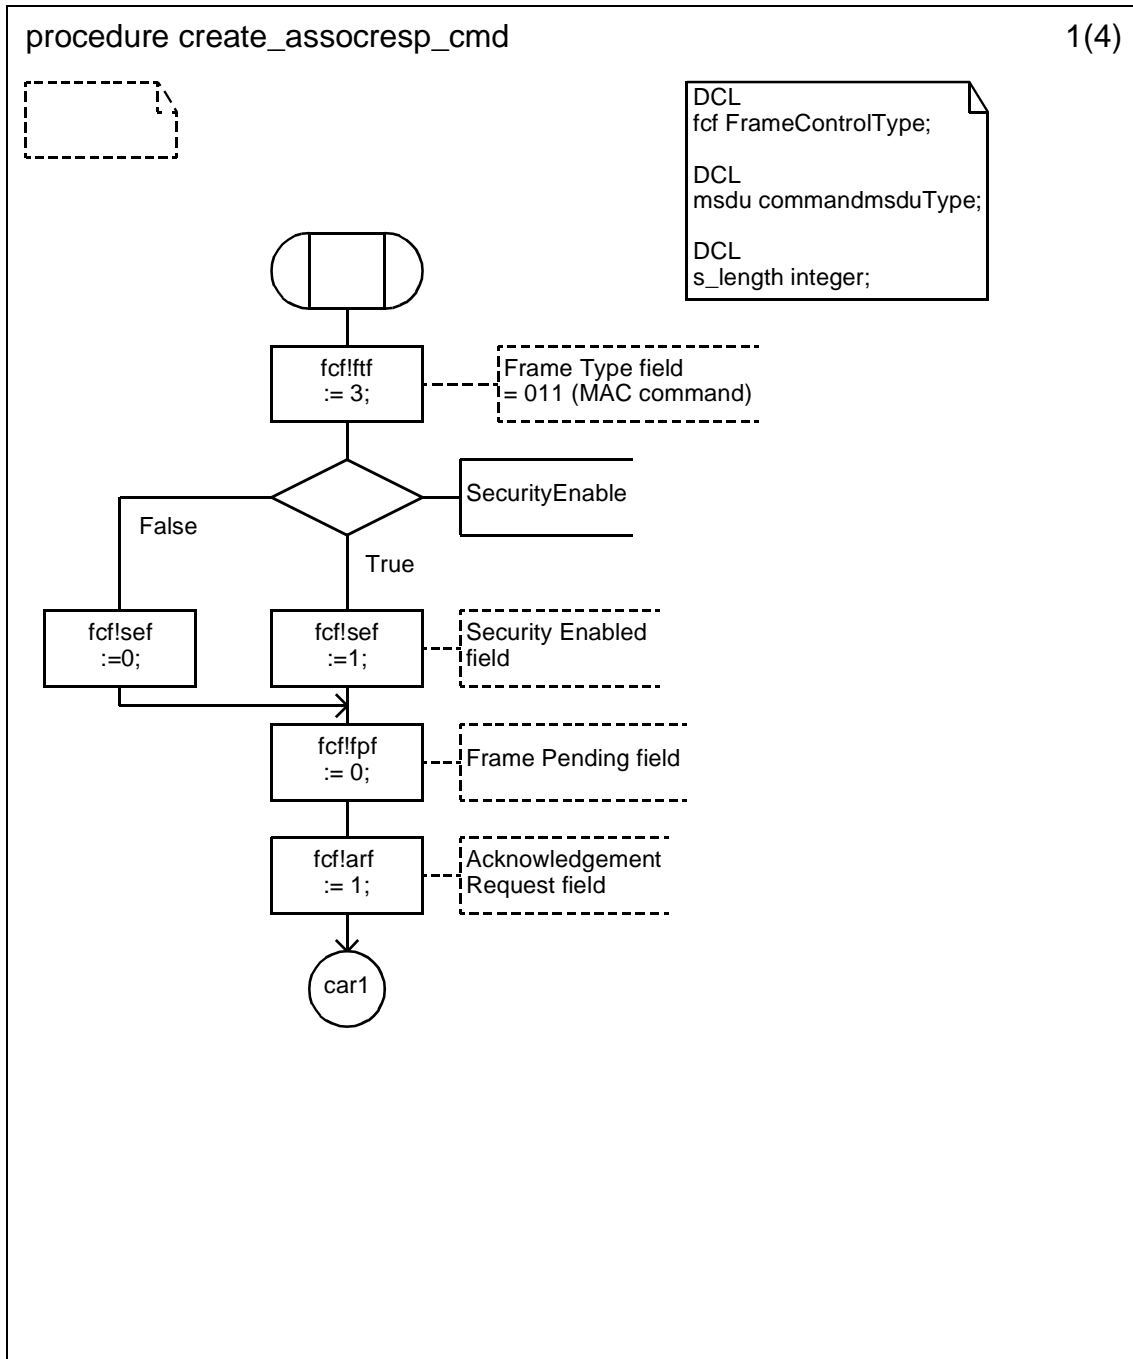 procedure create_assocresp_cmd
1(4)
DCL
fcf FrameControlType;
DCL
msdu commandmsduType;
DCL
s_length integer;
fcf!ftf
:= 3;
Frame Type field
= 011 (MAC command)
SecurityEnable
False
True
fcf!sef
:=0;
fcf!sef
:=1;
Security Enabled
field
fcf!fpf
:= 0;
Frame Pending field
fcf!arf
:= 1;
Acknowledgement
Request field
car1